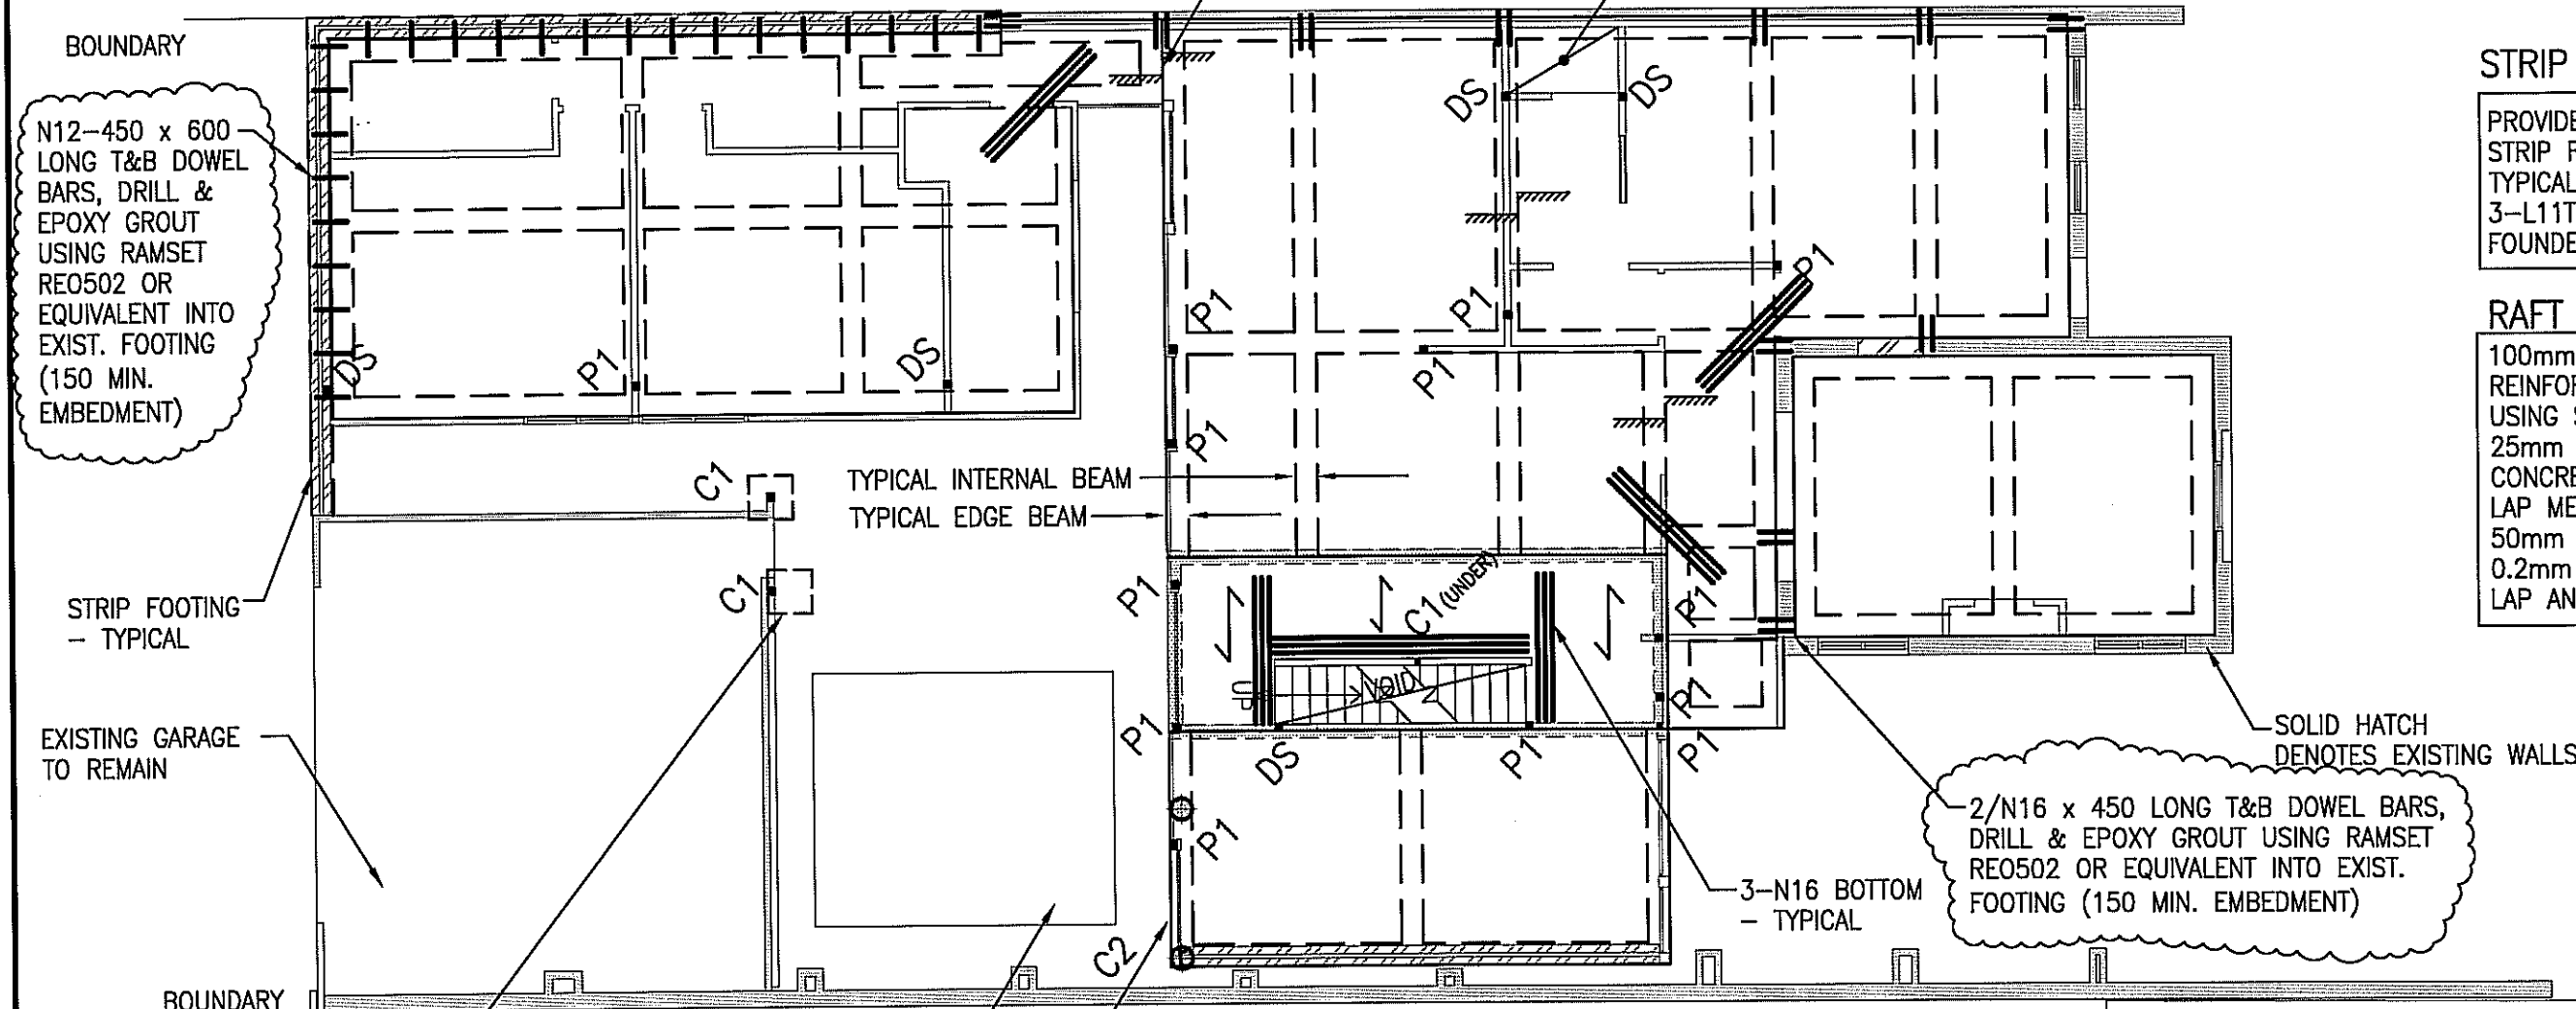 BOUNDARY
N12-450 x 600
LONG T&B DOWEL
BARS, DRILL &
EPOXY GROUT
USING RAMSET
REO502 OR
EQUIVALENT INTO
EXIST. FOOTING
(150 MIN.
EMBEDMENT)
STRIP FOOTING
- TYPICAL
EXISTING GARAGE
TO REMAIN
BOUNDARY
DS
P1
DS
C1
C1
TYPICAL INTERNAL BEAM
TYPICAL EDGE BEAM
DS
DS
P1
P1
P1
P1
P1
P1
C1 (UNDER)
P1
UP
VOID
P1
P1
DS
P1
P1
P1
C2
3-N16 BOTTOM
- TYPICAL
SOLID HATCH
DENOTES EXISTING WALLS
2/N16 x 450 LONG T&B DOWEL BARS,
DRILL & EPOXY GROUT USING RAMSET
REO502 OR EQUIVALENT INTO EXIST.
FOOTING (150 MIN. EMBEDMENT)
STRIP
PROVIDE
STRIP F
TYPICAL
3-L11T
FOUNDE
RAFT
100mm
REINFOR
USING S
25mm
CONCRE
LAP ME
50mm
0.2mm
LAP AN